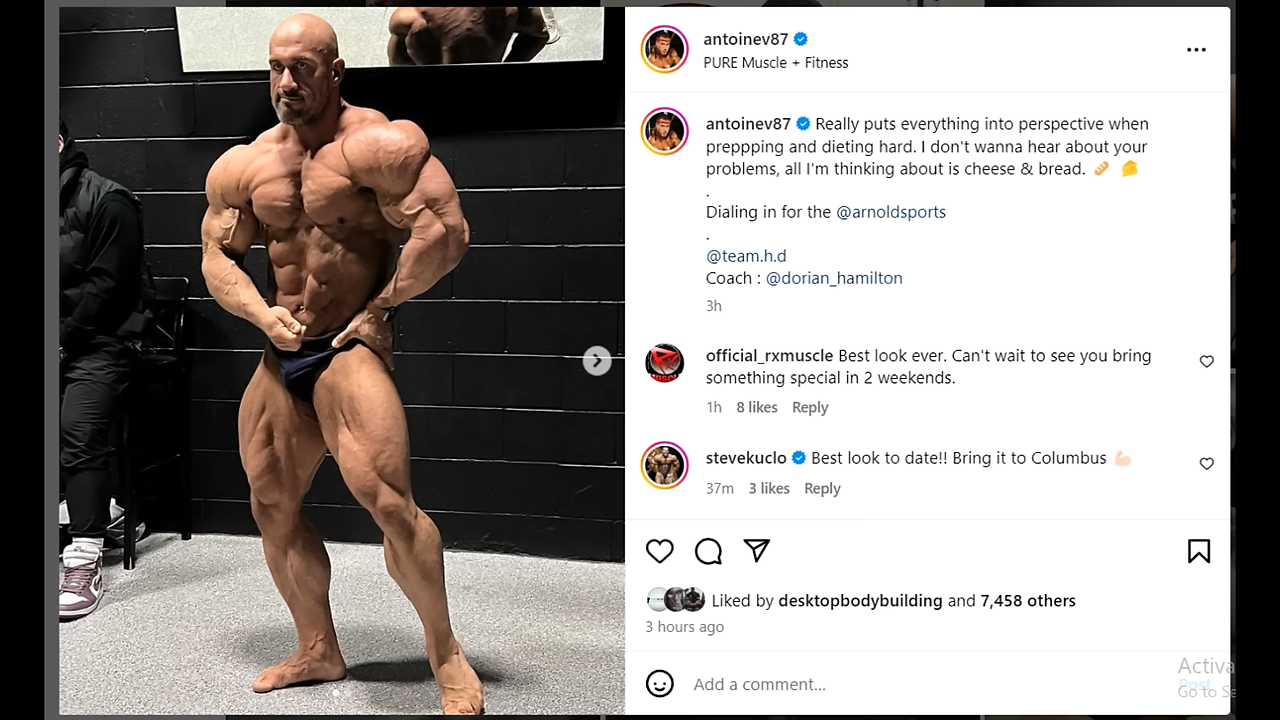 antoinev87
PURE Muscle + Fitness
antoinev87 Really puts everything into perspective when
preppping and dieting hard. I don't wanna hear about your
problems, all I'm thinking about is cheese & bread. 🥖 🧀
.
Dialing in for the @arnoldsports
.
@team.h.d
Coach : @dorian_hamilton
3h
official_rxmuscle Best look ever. Can't wait to see you bring
something special in 2 weekends.
1h 8 likes Reply
stevekuclo Best look to date!! Bring it to Columbus 💪🏻
37m 3 likes Reply
Liked by desktopbodybuilding and 7,458 others
3 hours ago
Add a comment...
Post
Activa
Go to Se